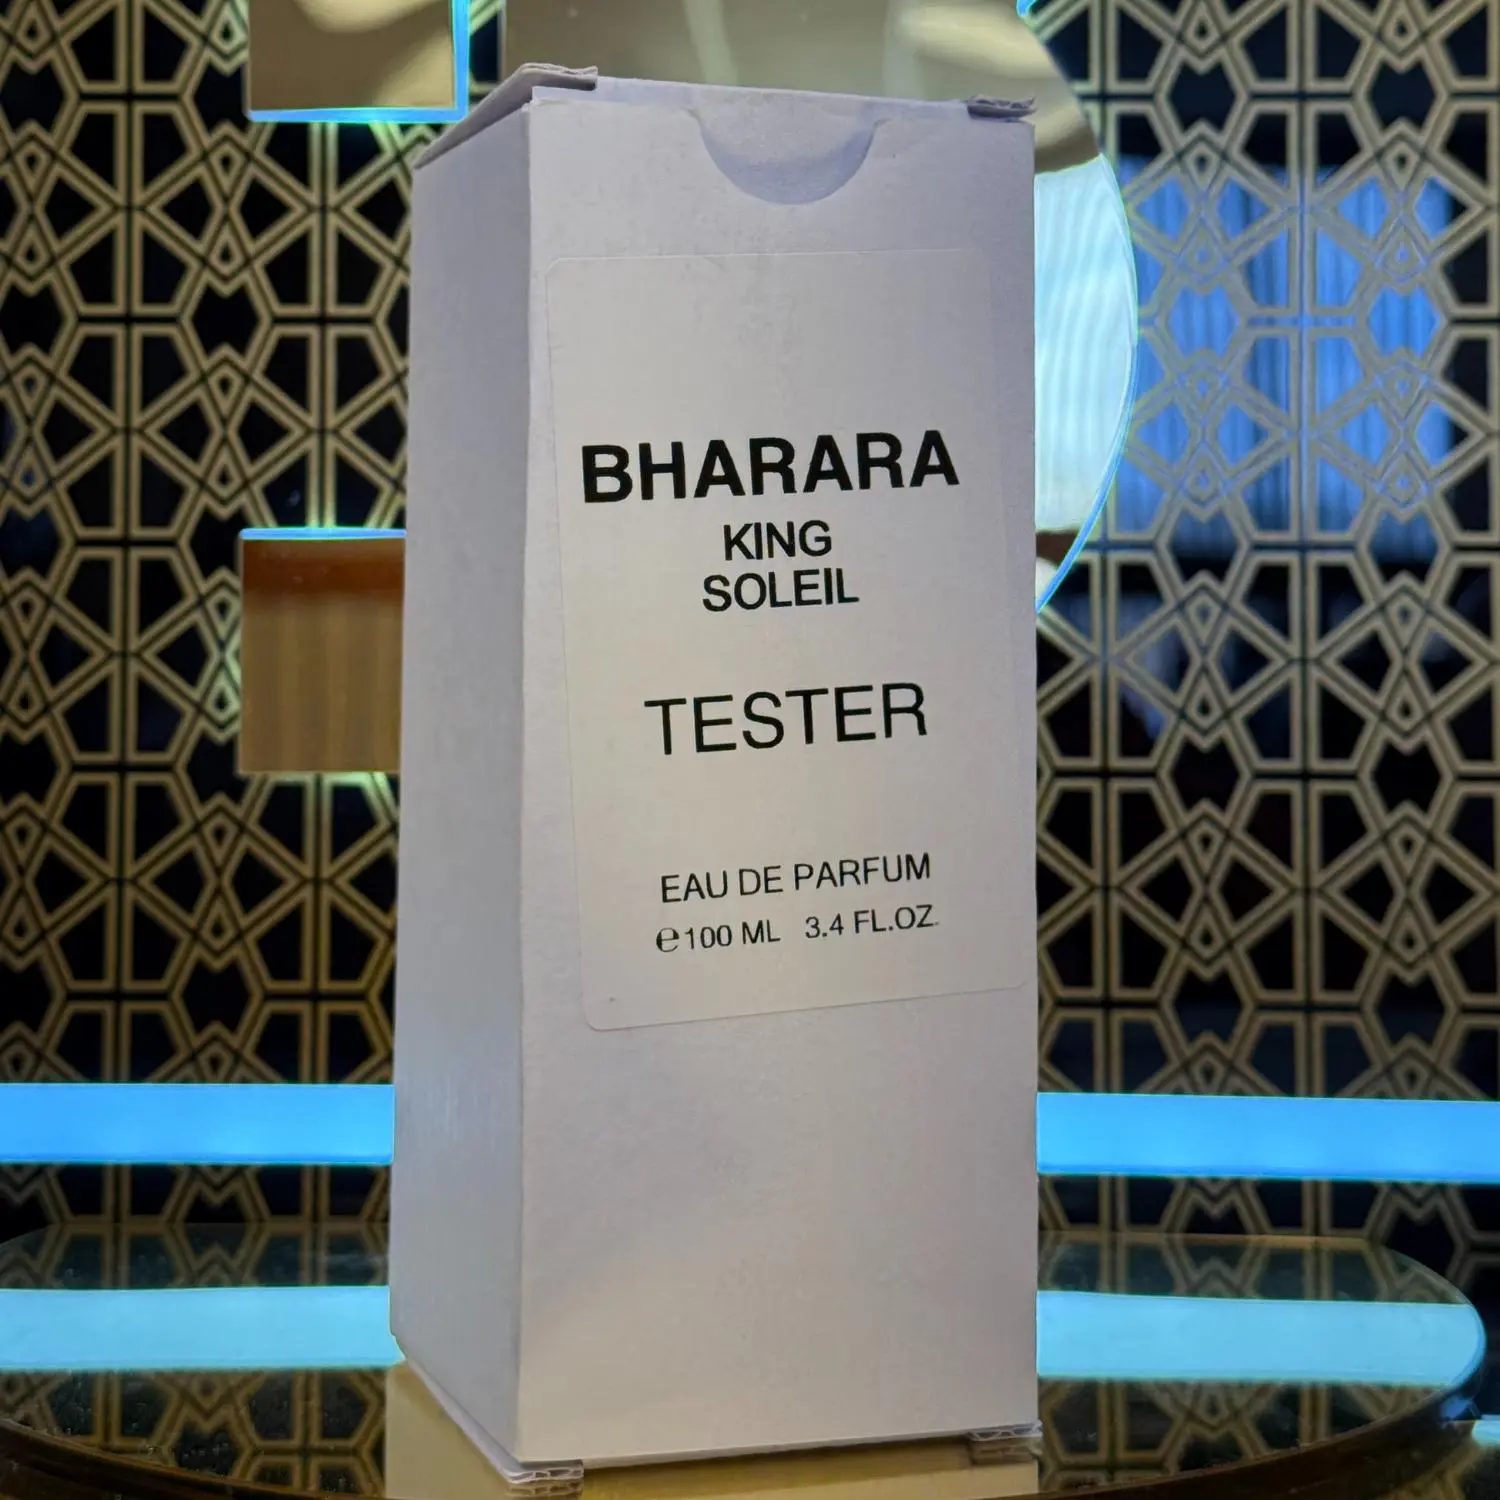 BHARARA
KING
SOLEIL
TESTER
EAU DE PARFUM
℮100 ML 3.4 FL.OZ.